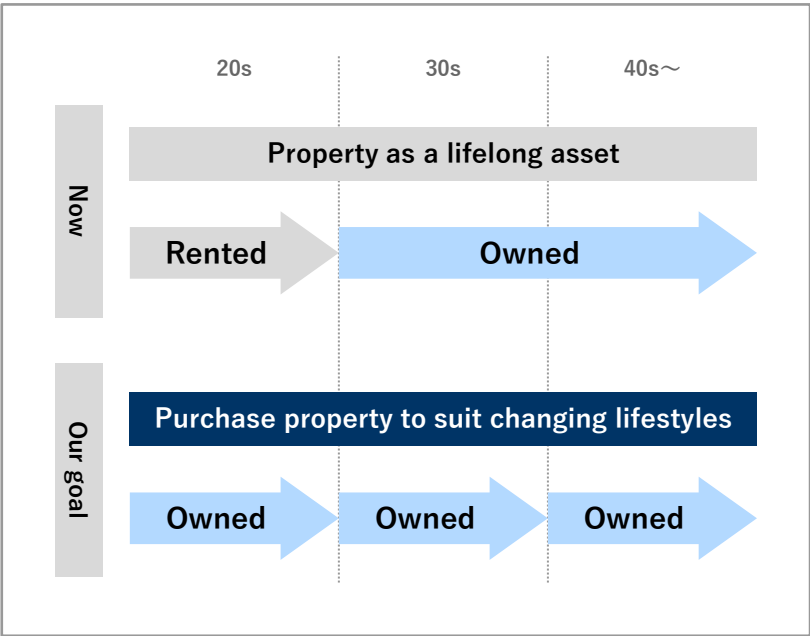 20s
30s
40s～
Now
Property as a lifelong asset
Rented
Owned
Our goal
Purchase property to suit changing lifestyles
Owned
Owned
Owned